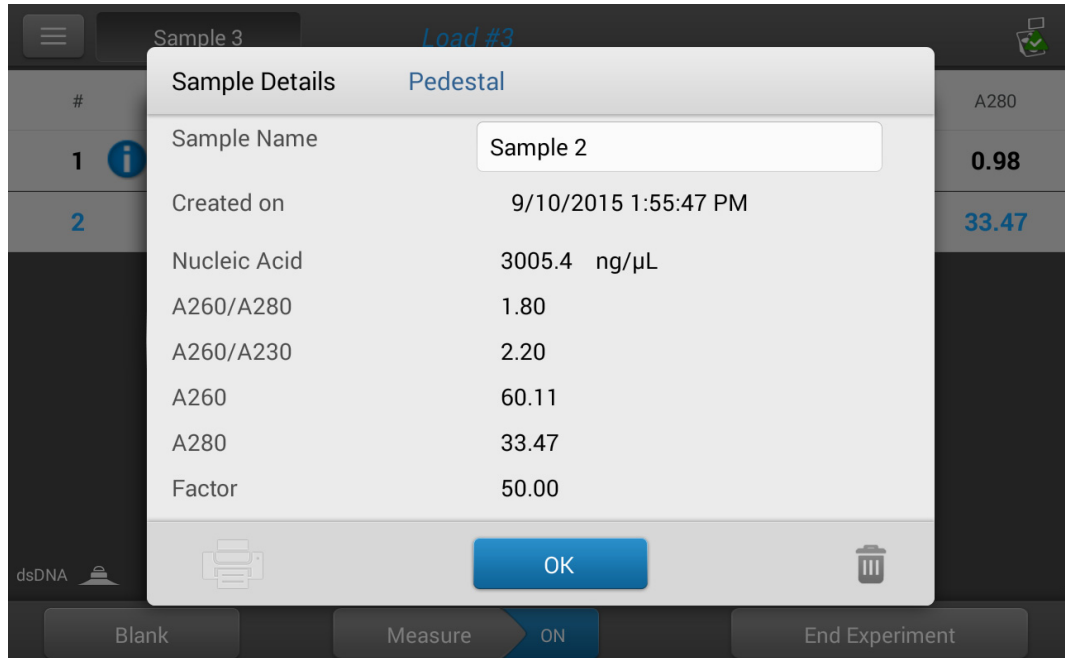 Sample 3 Load #3
Sample Details Pedestal
# A280
Sample Name Sample 2
1 i 0.98
Created on 9/10/2015 1:55:47 PM
2 33.47
Nucleic Acid 3005.4 ng/µL
A260/A280 1.80
A260/A230 2.20
A260 60.11
A280 33.47
Factor 50.00
OK
dsDNA
Blank Measure ON End Experiment